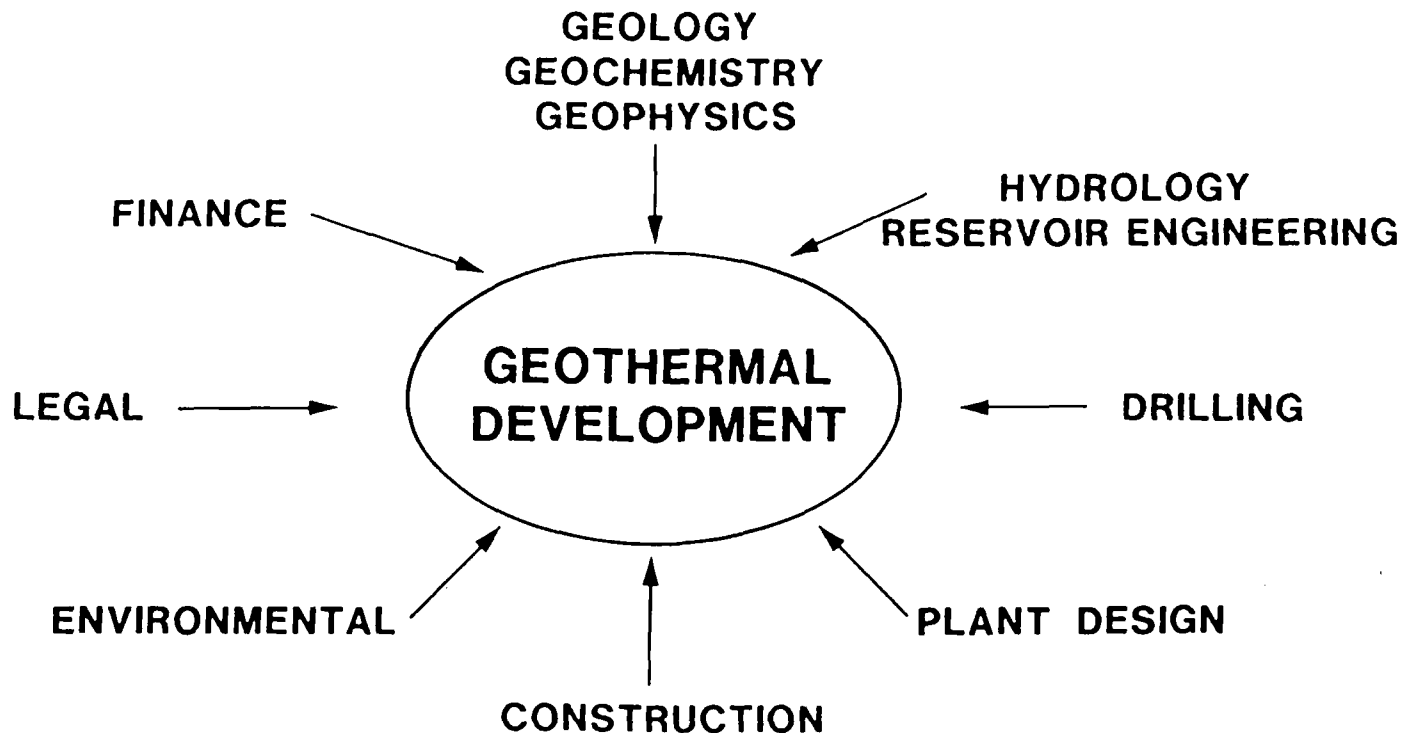 GEOLOGY
GEOCHEMISTRY
GEOPHYSICS
FINANCE
HYDROLOGY
RESERVOIR ENGINEERING
GEOTHERMAL
DEVELOPMENT
LEGAL
DRILLING
ENVIRONMENTAL
PLANT DESIGN
CONSTRUCTION